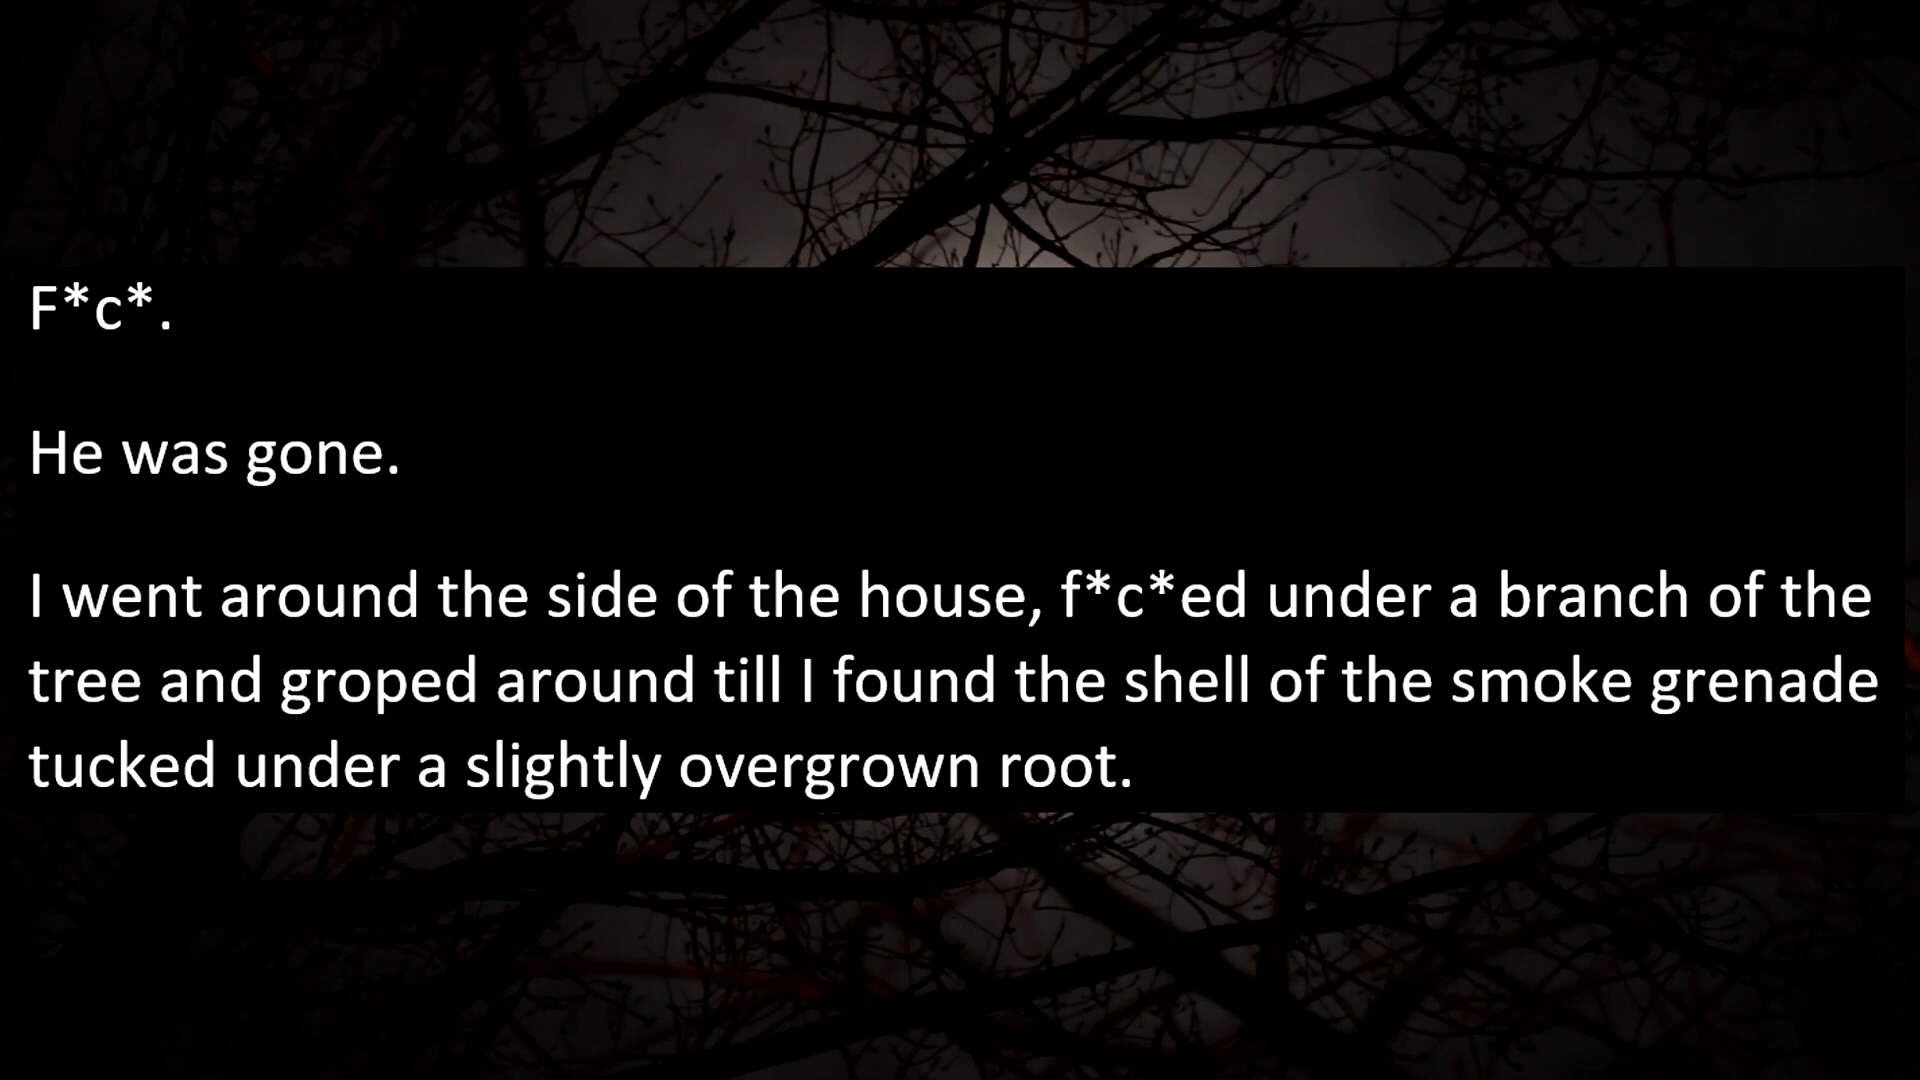 F*c*.
He was gone.
I went around the side of the house, f*c*ed under a branch of the
tree and groped around till I found the shell of the smoke grenade
tucked under a slightly overgrown root.